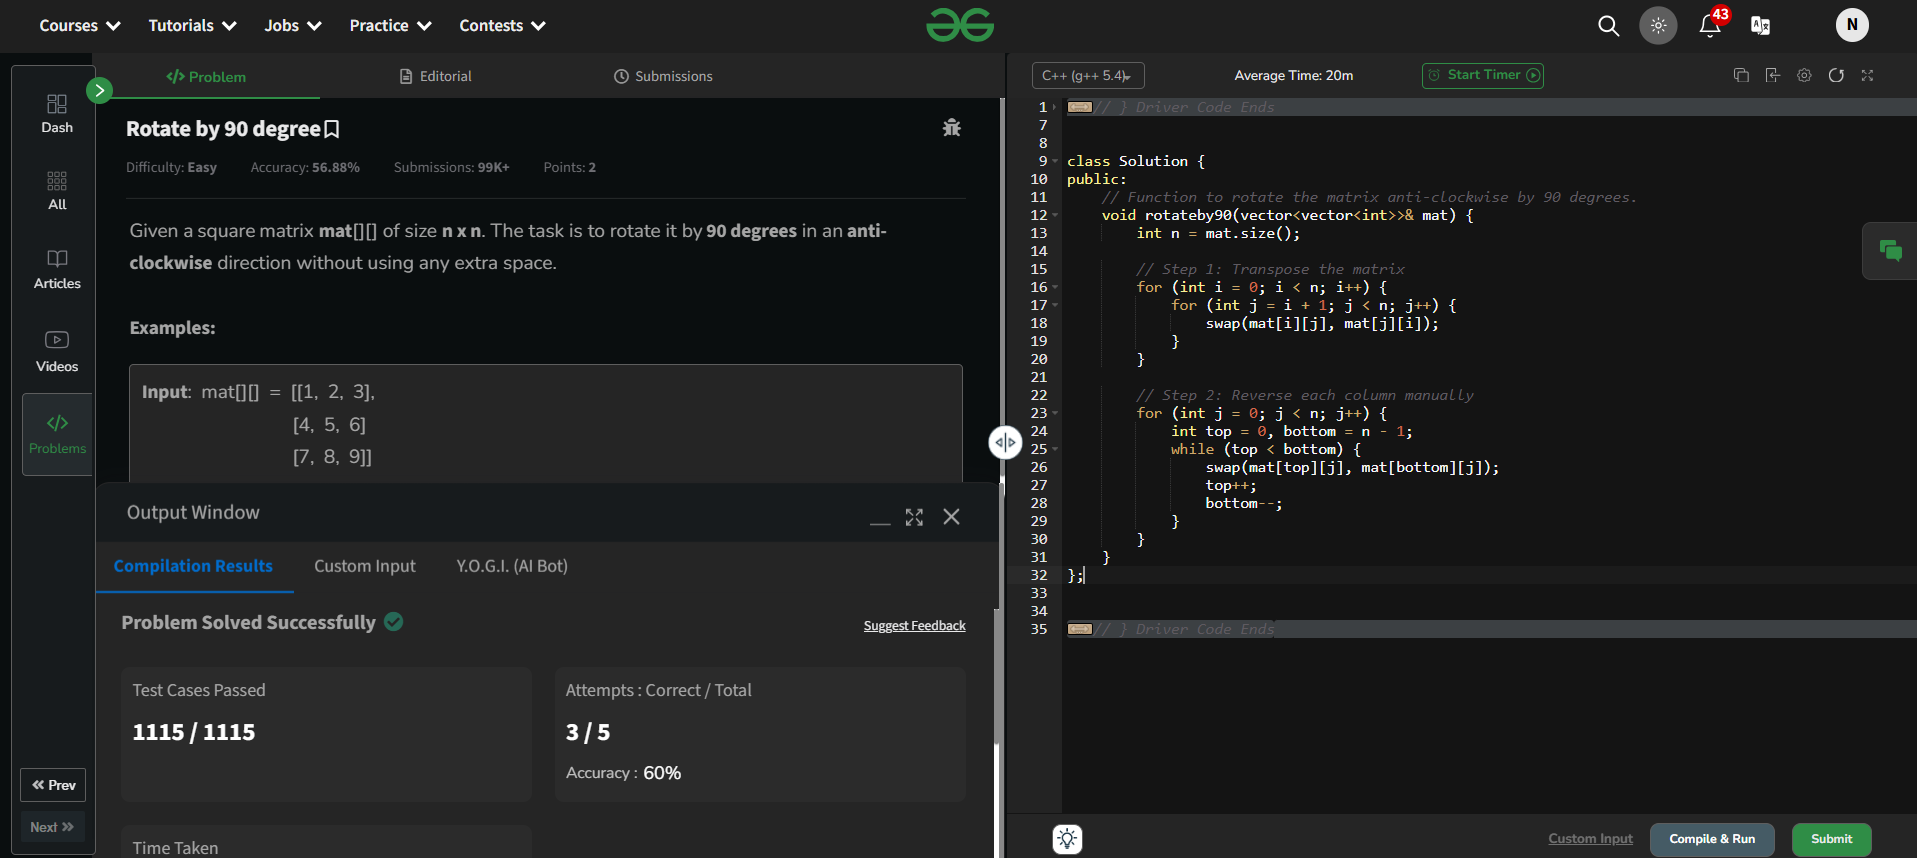 Courses Tutorials Jobs Practice Contests 43 N
Dash
All
Articles
Videos
Problems
Prev
Next
Problem Editorial Submissions
Rotate by 90 degree
Difficulty: Easy Accuracy: 56.88% Submissions: 99K+ Points: 2
Given a square matrix mat[][] of size n x n. The task is to rotate it by 90 degrees in an anti-
clockwise direction without using any extra space.
Examples:
Input: mat[][] = [[1, 2, 3],
[4, 5, 6]
[7, 8, 9]]
Output Window
Compilation Results Custom Input Y.O.G.I. (AI Bot)
Problem Solved Successfully
Suggest Feedback
Test Cases Passed
1115 / 1115
Attempts : Correct / Total
3 / 5
Accuracy : 60%
Time Taken
C++ (g++ 5.4) Average Time: 20m Start Timer
1 // } Driver Code Ends
7
8
9 class Solution {
10 public:
11 // Function to rotate the matrix anti-clockwise by 90 degrees.
12 void rotateby90(vector<vector<int>>& mat) {
13 int n = mat.size();
14
15 // Step 1: Transpose the matrix
16 for (int i = 0; i < n; i++) {
17 for (int j = i + 1; j < n; j++) {
18 swap(mat[i][j], mat[j][i]);
19 }
20 }
21
22 // Step 2: Reverse each column manually
23 for (int j = 0; j < n; j++) {
24 int top = 0, bottom = n - 1;
25 while (top < bottom) {
26 swap(mat[top][j], mat[bottom][j]);
27 top++;
28 bottom--;
29 }
30 }
31 }
32 };
33
34
35 // } Driver Code Ends
Custom Input Compile & Run Submit